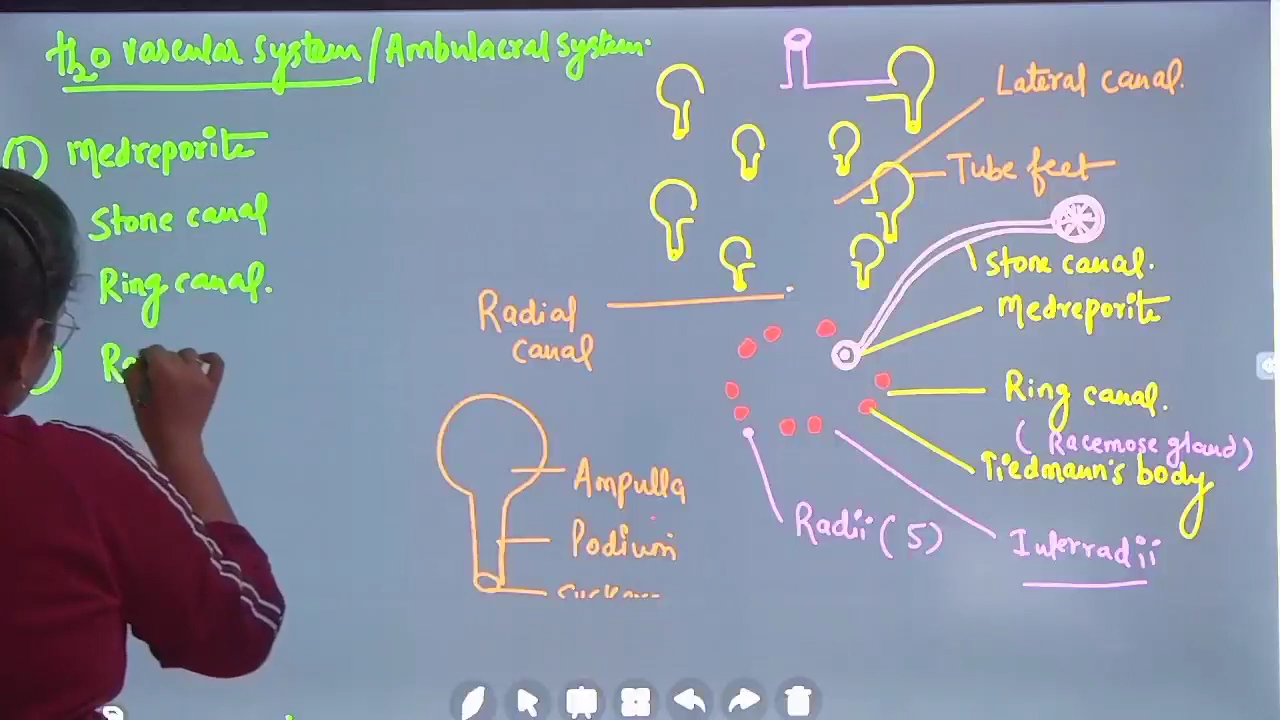 H2O vascular system / Ambulacral system.
1) Medreporite
Stone canal
Ring canal.
Lateral canal.
Tube feet
Stone canal.
Medreporite
Radial
canal
Ring canal.
(Racemose gland)
Tiedmann's body
Ampulla
Podium
Radii (5)
Inferradii